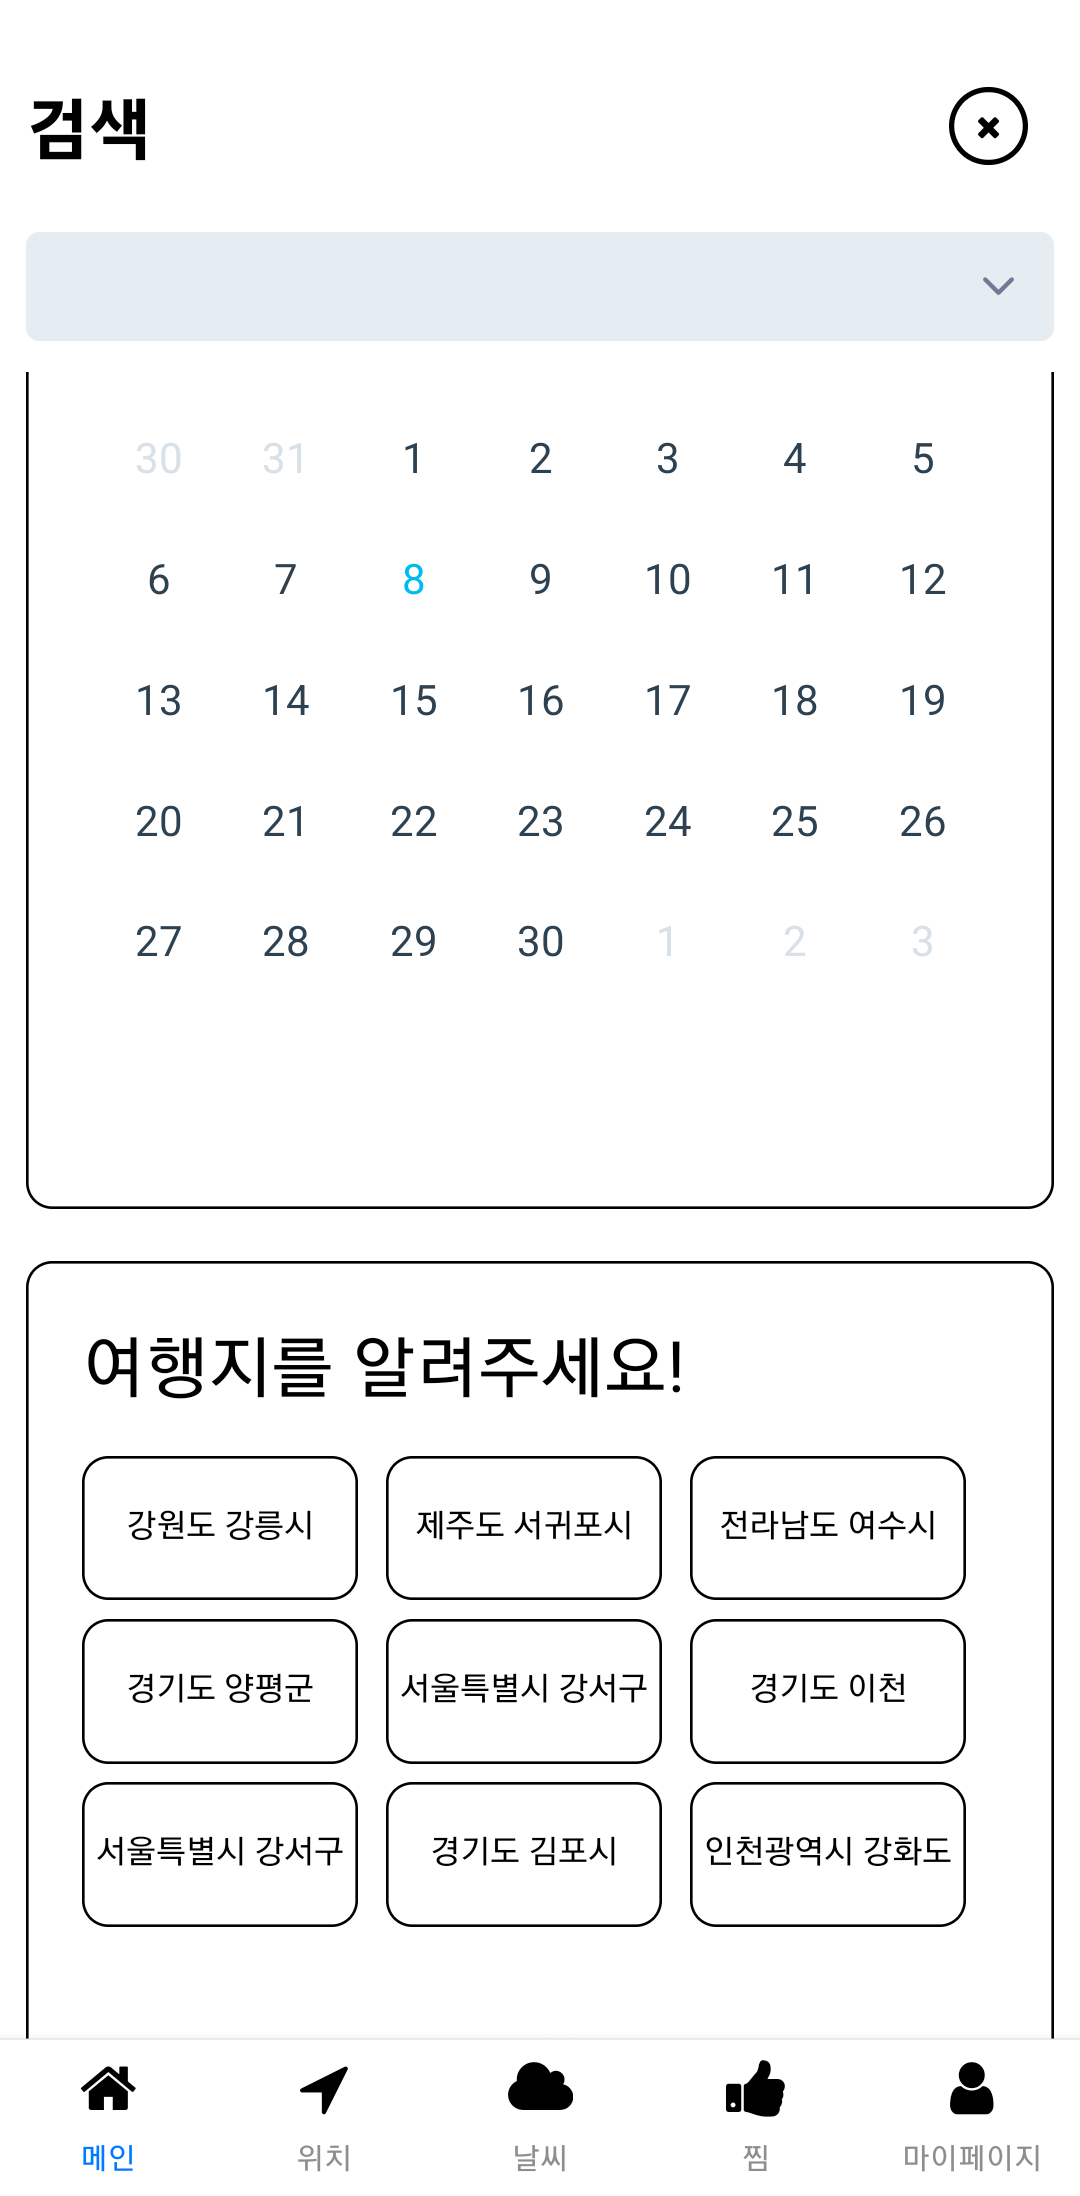 검색
30 31 1 2 3 4 5
6 7 8 9 10 11 12
13 14 15 16 17 18 19
20 21 22 23 24 25 26
27 28 29 30 1 2 3
여행지를 알려주세요!
강원도 강릉시 제주도 서귀포시 전라남도 여수시
경기도 양평군 서울특별시 강서구 경기도 이천
서울특별시 강서구 경기도 김포시 인천광역시 강화도
메인 위치 날씨 찜 마이페이지